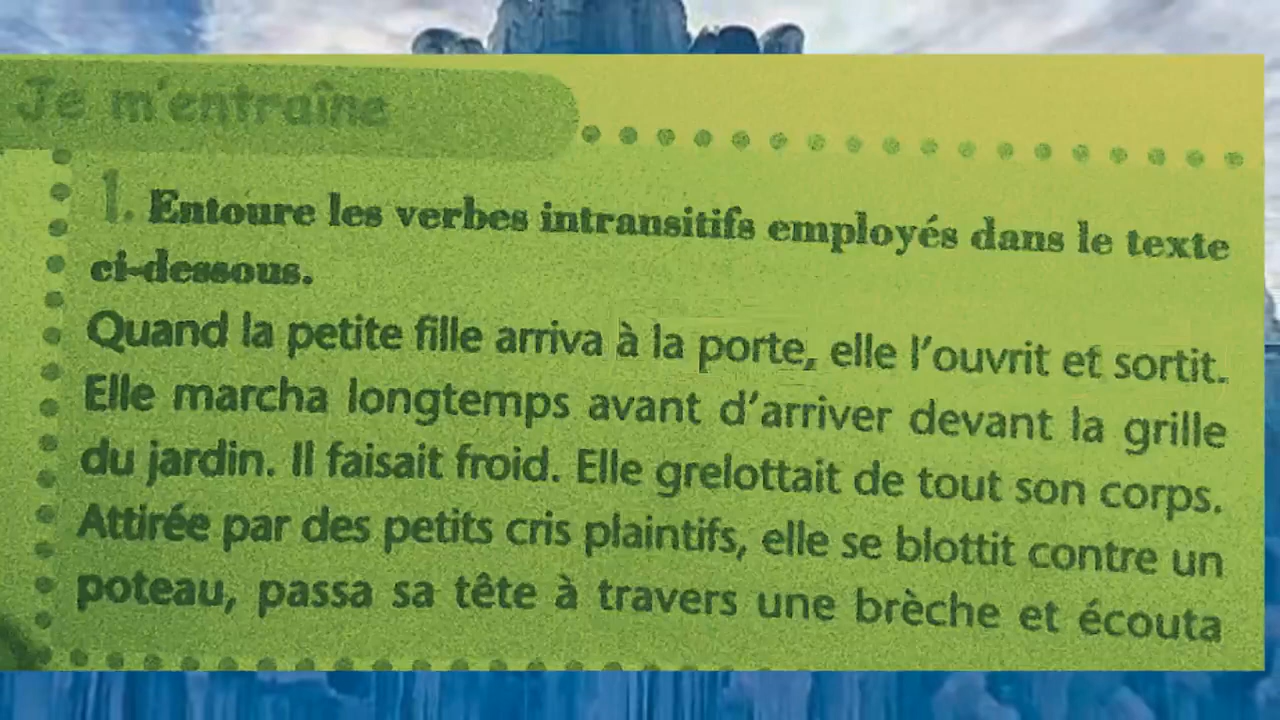 Je m'entraîne
1. Entoure les verbes intransitifs employés dans le texte
ci-dessous.
Quand la petite fille arriva à la porte, elle l'ouvrit et sortit.
Elle marcha longtemps avant d'arriver devant la grille
du jardin. Il faisait froid. Elle grelottait de tout son corps.
Attirée par des petits cris plaintifs, elle se blottit contre un
poteau, passa sa tête à travers une brèche et écouta